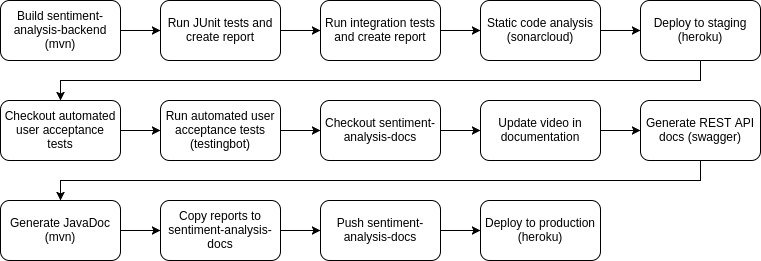 Build sentiment-
analysis-backend
(mvn)
Run JUnit tests and
create report
Run integration tests
and create report
Static code analysis
(sonarcloud)
Deploy to staging
(heroku)
Checkout automated
user acceptance
tests
Run automated user
acceptance tests
(testingbot)
Checkout sentiment-
analysis-docs
Update video in
documentation
Generate REST API
docs (swagger)
Generate JavaDoc
(mvn)
Copy reports to
sentiment-analysis-
docs
Push sentiment-
analysis-docs
Deploy to production
(heroku)